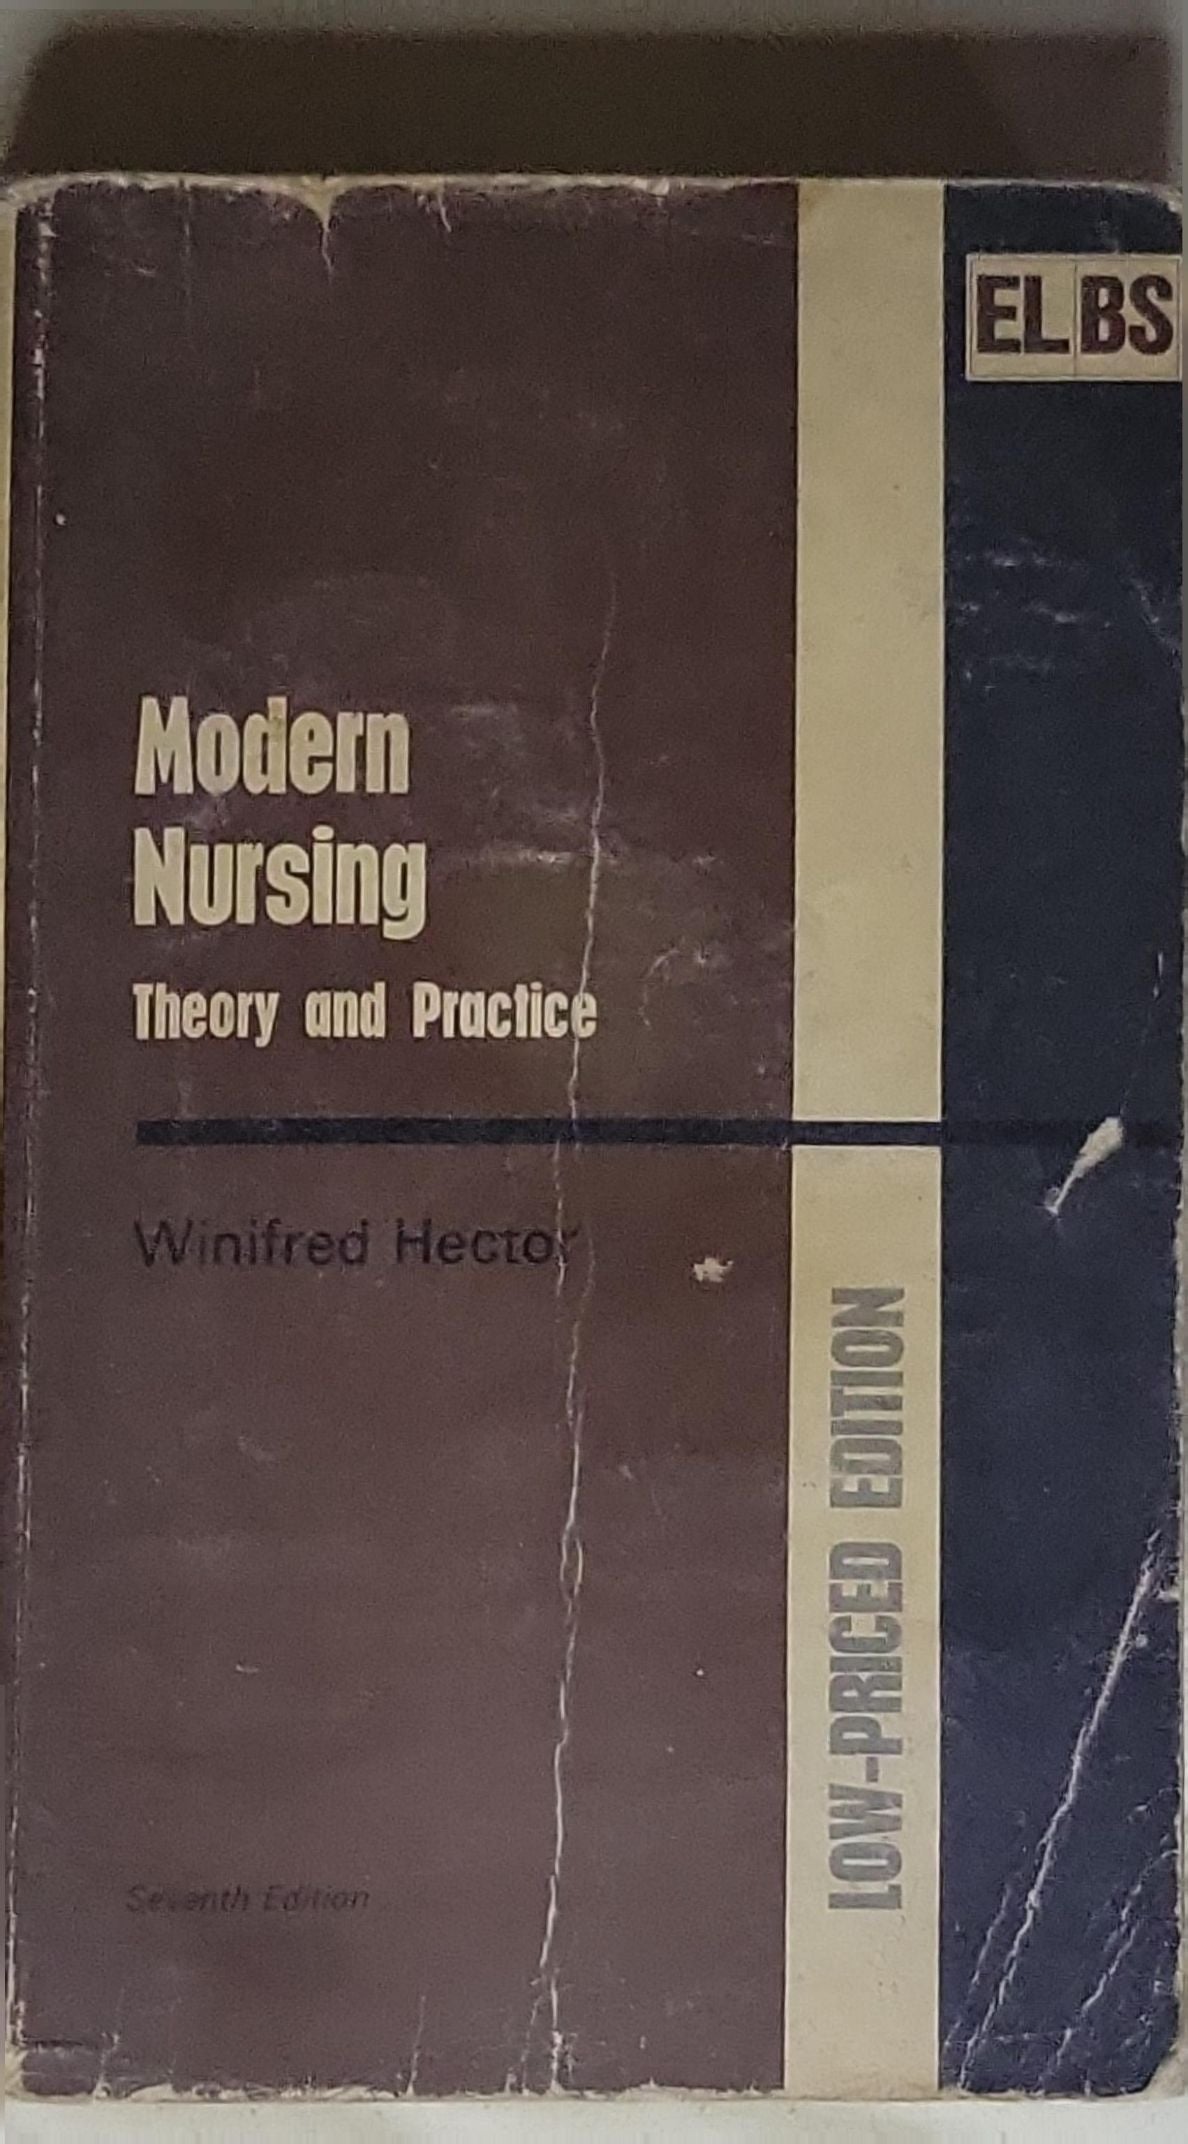 ELBS
Modern
Nursing
Theory and Practice
Winifred Hector
LOW-PRICED EDITION
Seventh Edition